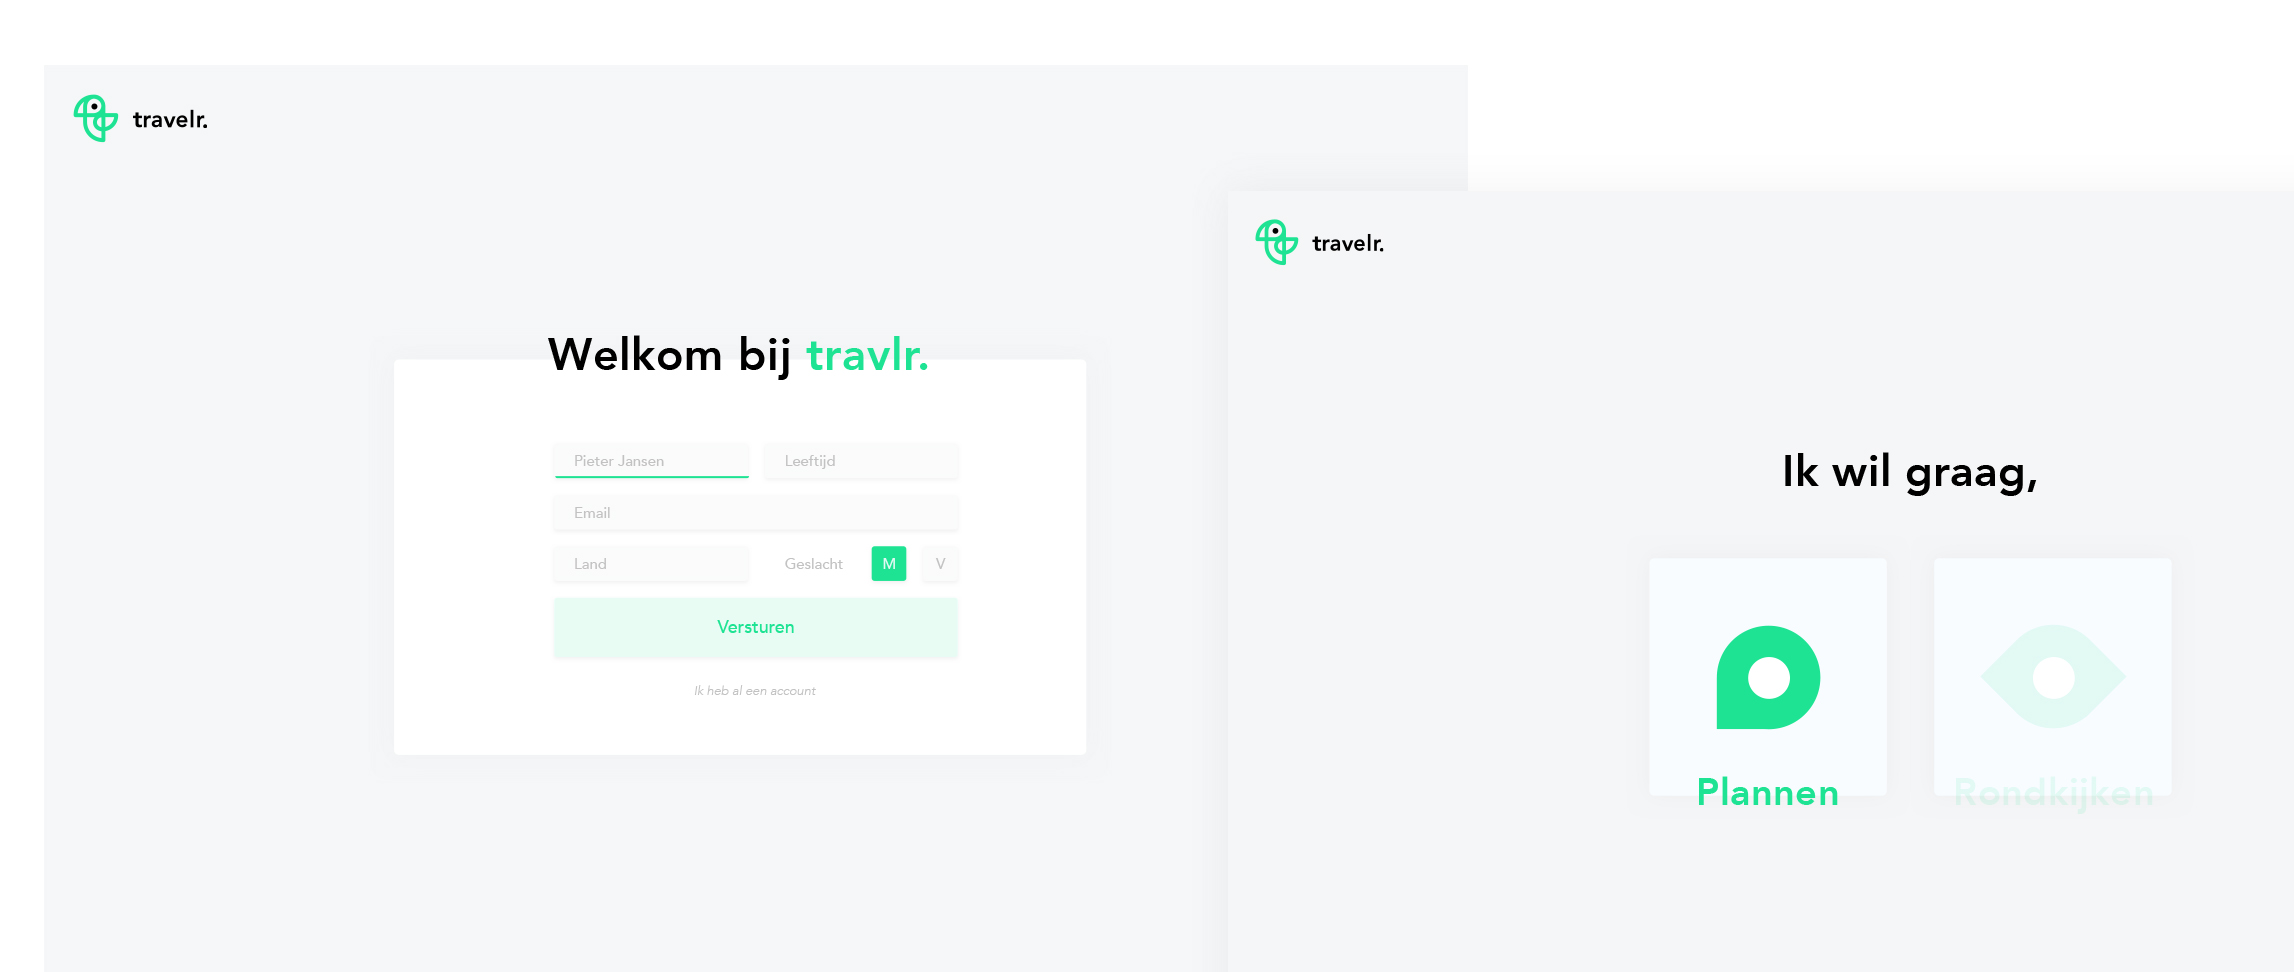 travelr.
Welkom bij travlr.
Pieter Jansen Leeftijd
Email
Land Geslacht M V
Versturen
Ik heb al een account
travelr.
Ik wil graag,
Plannen Rondkijken